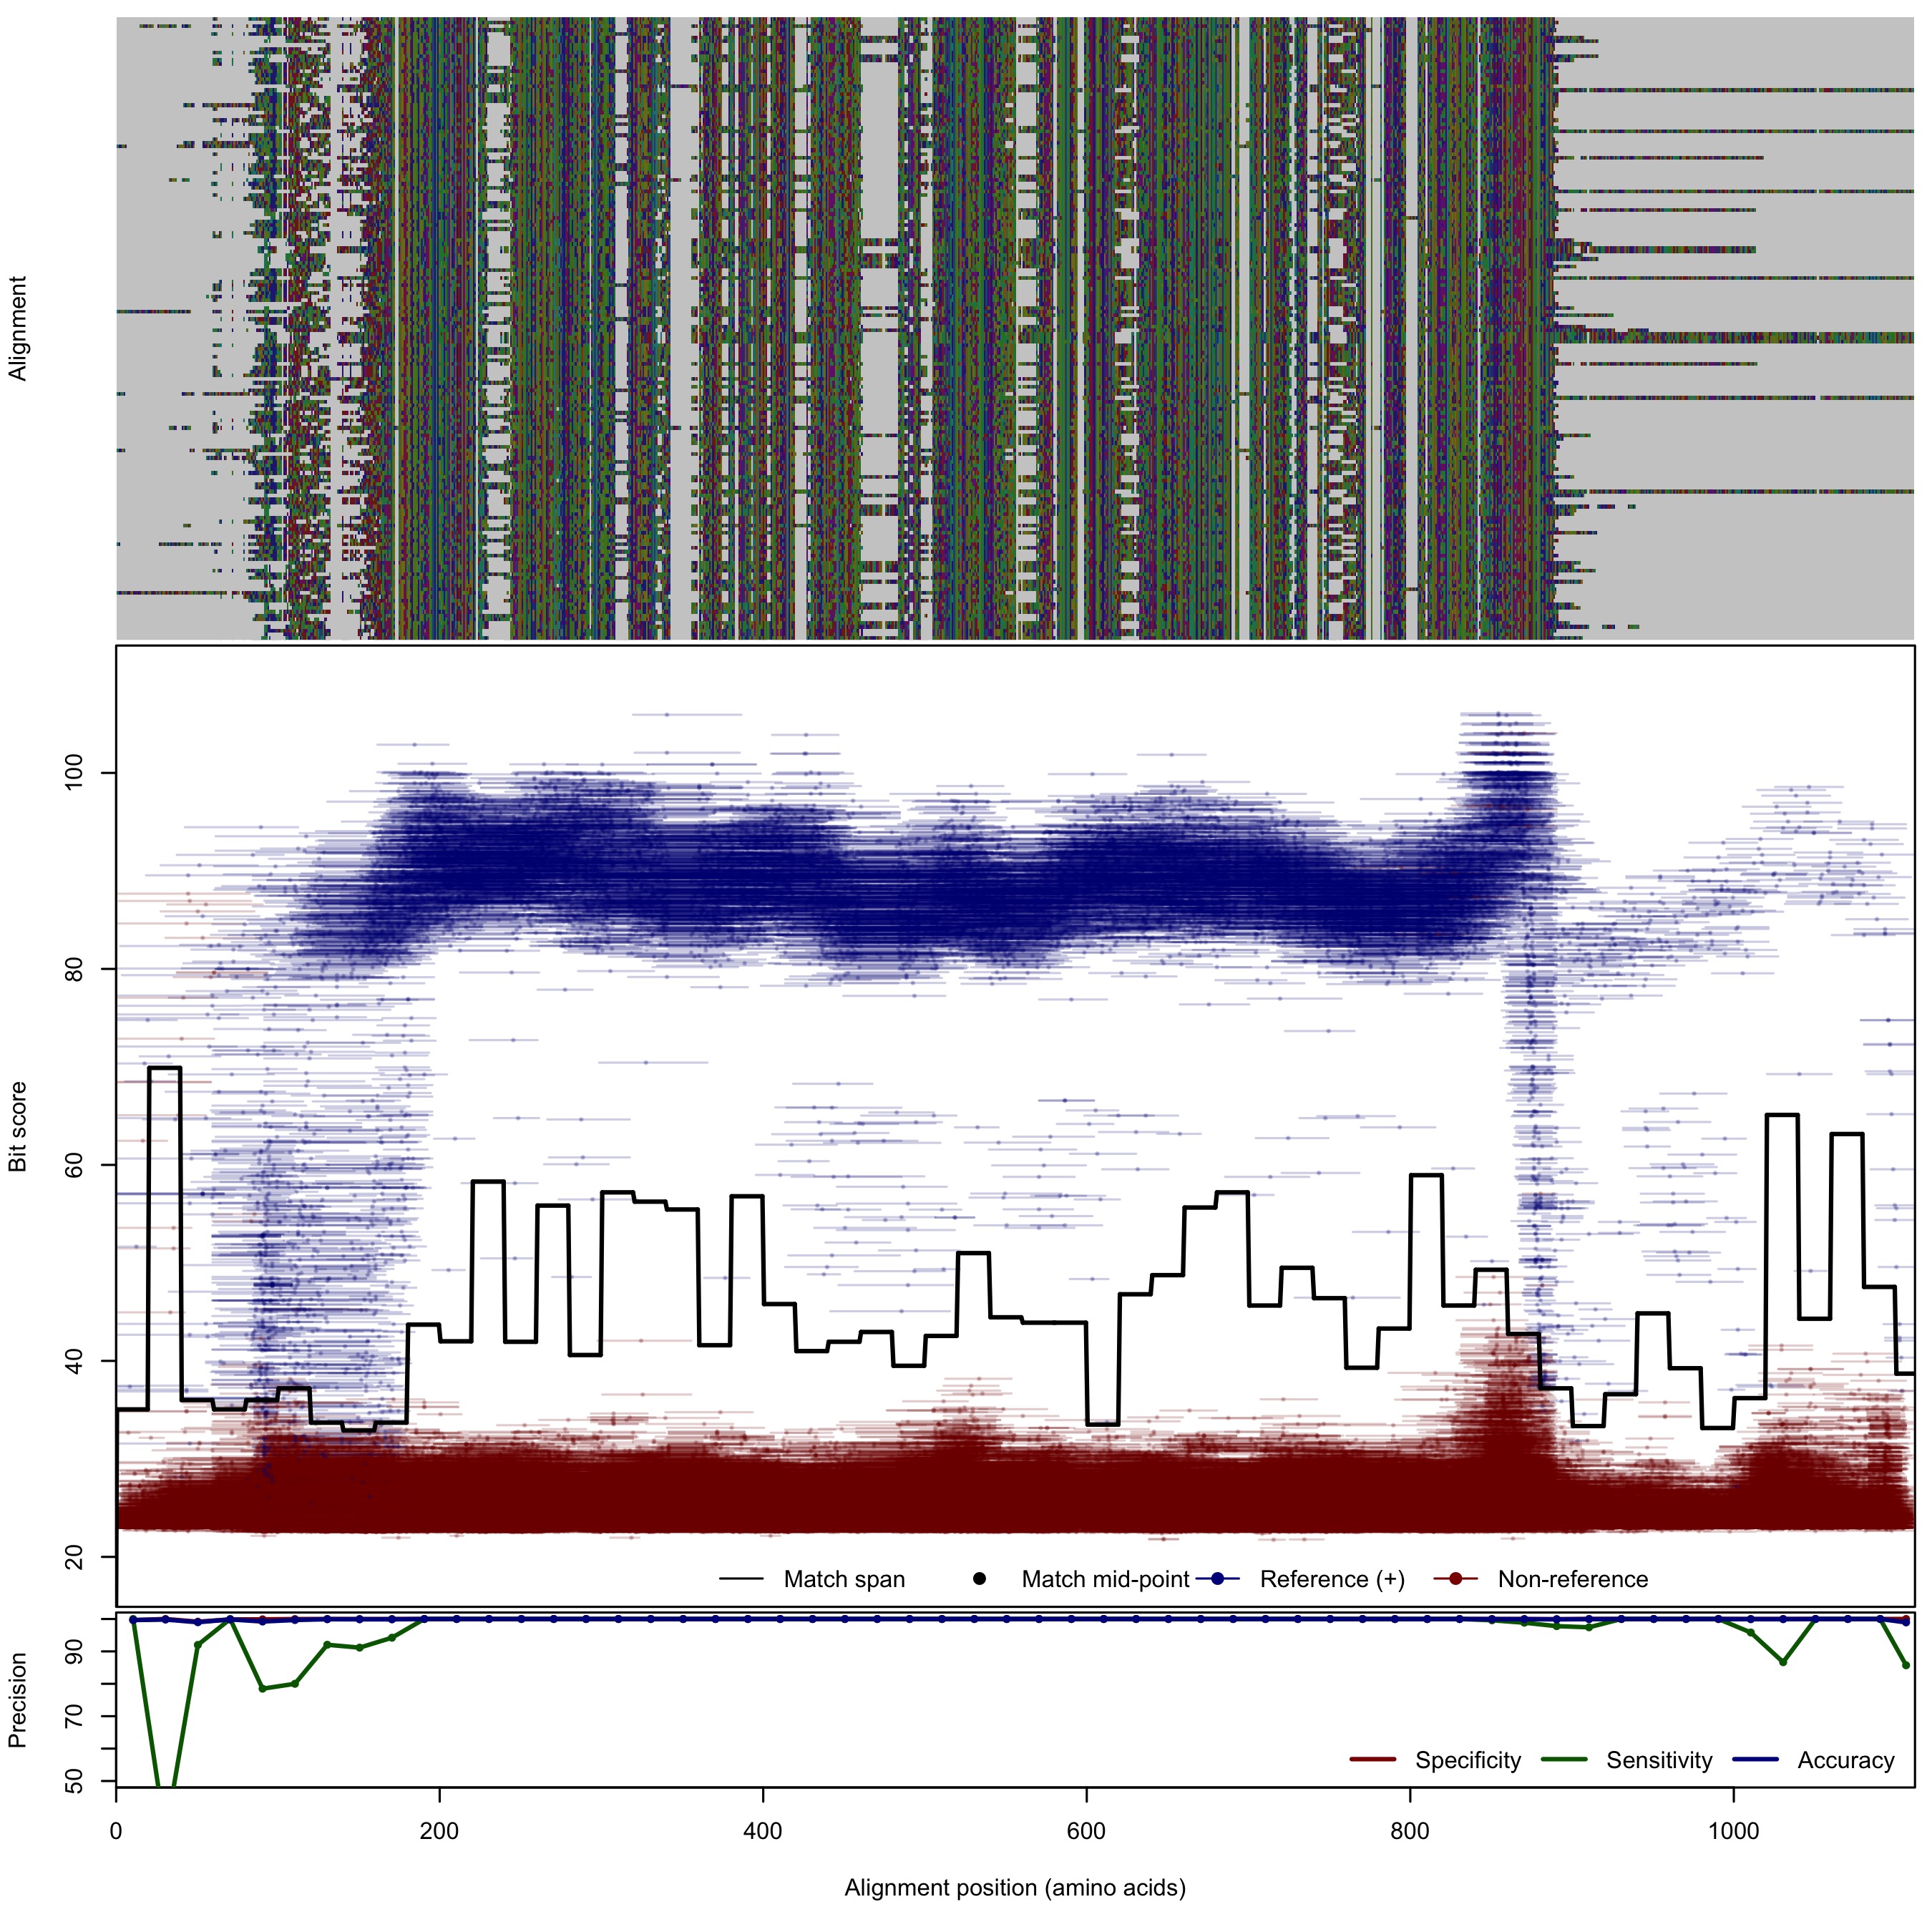 Alignment
Bit score
100
80
60
40
20
Match span
Match mid-point
Reference (+)
Non-reference
Precision
90
70
50
Specificity
Sensitivity
Accuracy
0
200
400
600
800
1000
Alignment position (amino acids)